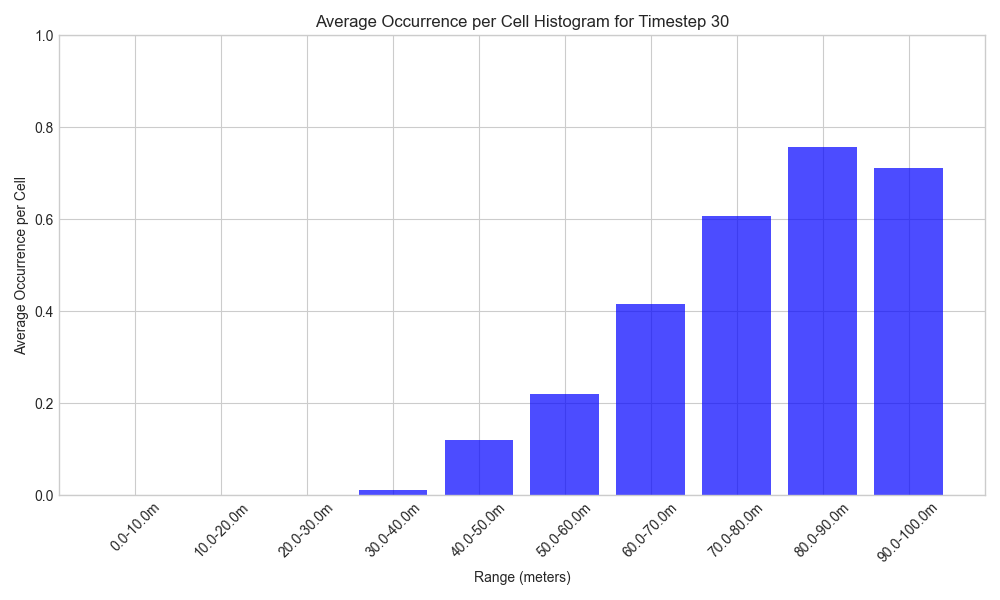 Average Occurrence per Cell Histogram for Timestep 30
Average Occurrence per Cell
1.0
0.8
0.6
0.4
0.2
0.0
0.0-10.0m
10.0-20.0m
20.0-30.0m
30.0-40.0m
40.0-50.0m
50.0-60.0m
60.0-70.0m
70.0-80.0m
80.0-90.0m
90.0-100.0m
Range (meters)